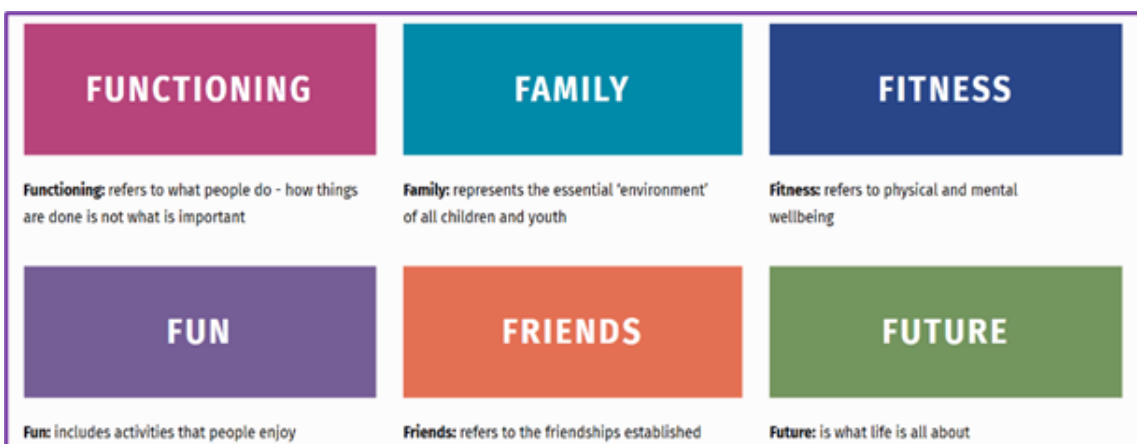 FUNCTIONING
FAMILY
FITNESS
Functioning: refers to what people do - how things
are done is not what is important
Family: represents the essential 'environment'
of all children and youth
Fitness: refers to physical and mental
wellbeing
FUN
FRIENDS
FUTURE
Fun: includes activities that people enjoy
Friends: refers to the friendships established
Future: is what life is all about